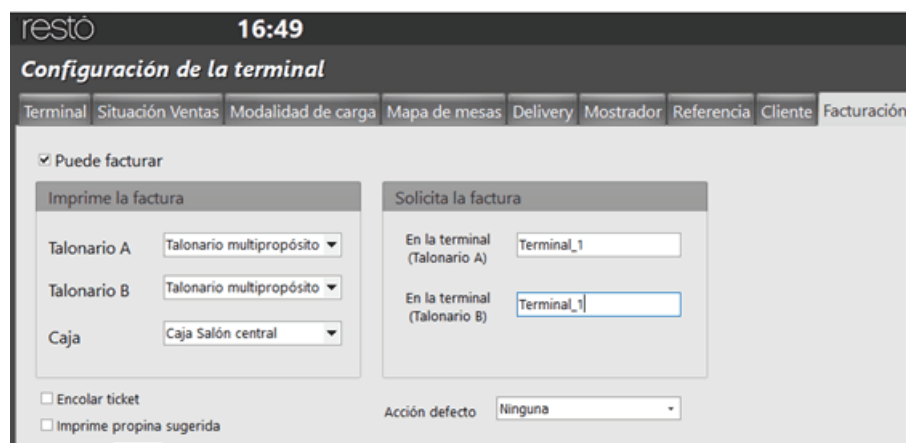 restó 16:49
Configuración de la terminal
Terminal Situación Ventas Modalidad de carga Mapa de mesas Delivery Mostrador Referencia Cliente Facturación
Puede facturar
Imprime la factura
Talonario A Talonario multipropósito
Talonario B Talonario multipropósito
Caja Caja Salón central
Solicita la factura
En la terminal
(Talonario A)
Terminal_1
En la terminal
(Talonario B)
Terminal_1
Encolar ticket
Imprime propina sugerida
Acción defecto Ninguna